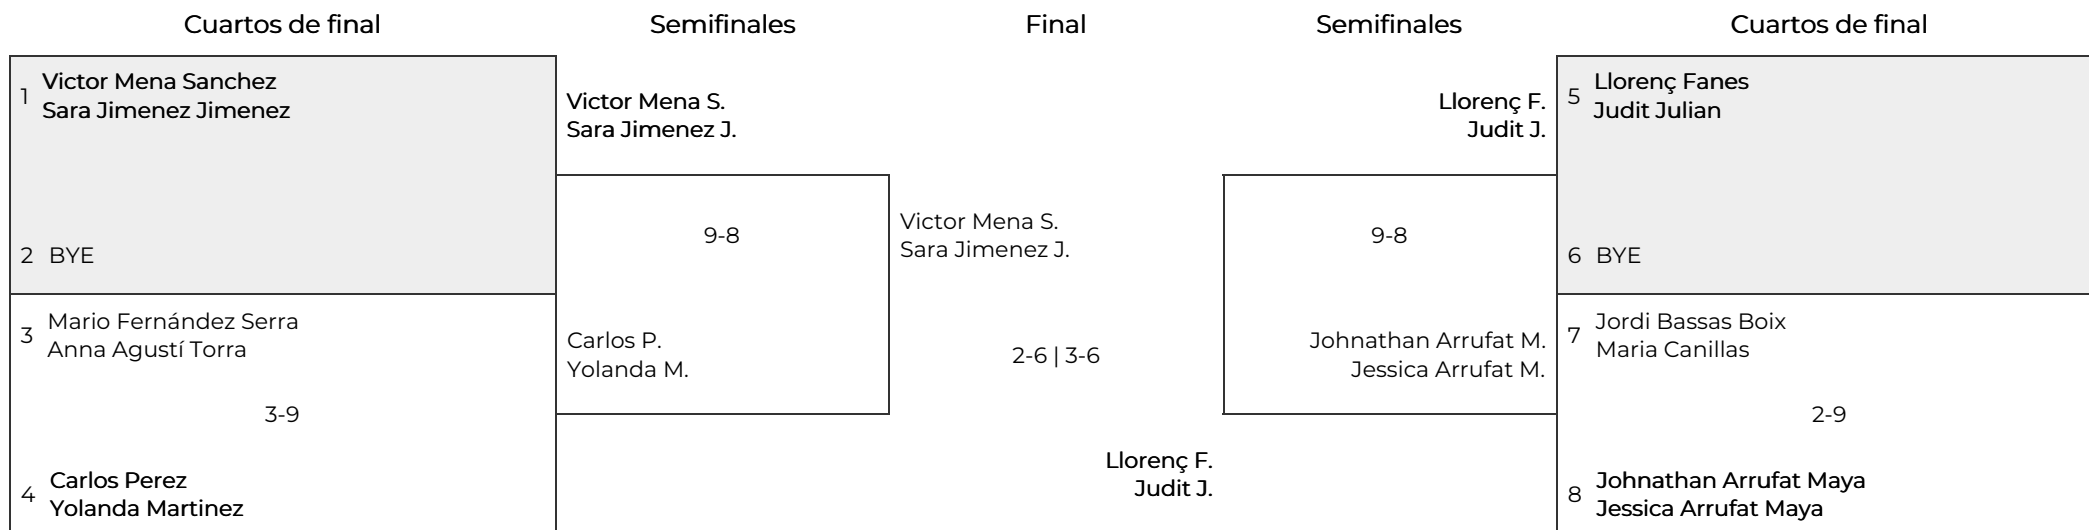 Cuartos de final
Semifinales
Final
Semifinales
Cuartos de final
1
Victor Mena Sanchez
Sara Jimenez Jimenez
2 BYE
3
Mario Fernández Serra
Anna Agustí Torra
3-9
4
Carlos Perez
Yolanda Martinez
Victor Mena S.
Sara Jimenez J.
9-8
Carlos P.
Yolanda M.
Victor Mena S.
Sara Jimenez J.
2-6 | 3-6
Llorenç F.
Judit J.
Llorenç F.
Judit J.
9-8
Johnathan Arrufat M.
Jessica Arrufat M.
5
Llorenç Fanes
Judit Julian
6 BYE
7
Jordi Bassas Boix
Maria Canillas
2-9
8
Johnathan Arrufat Maya
Jessica Arrufat Maya